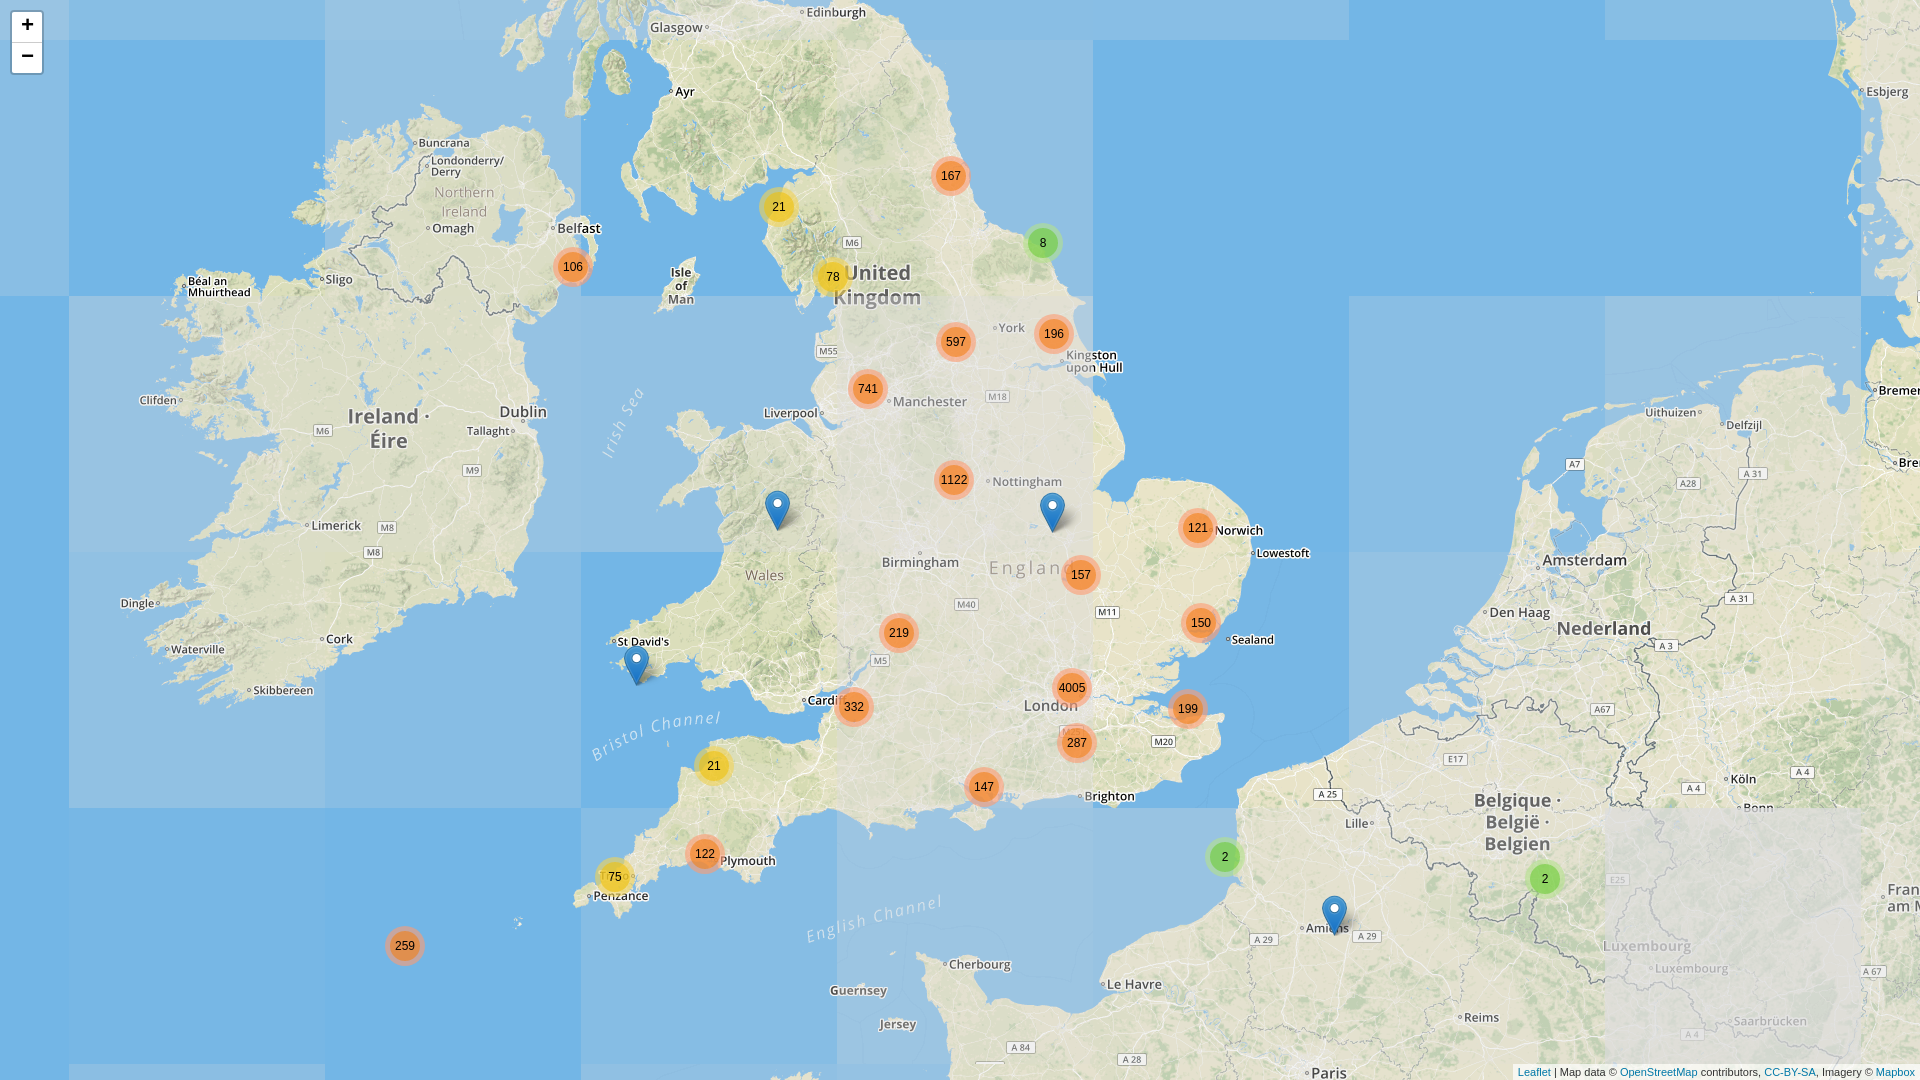 +
−
Edinburgh
Glasgow
Ayr
Esbjerg
Buncrana
Londonderry/
Derry
167
Northern
Ireland
21
Omagh
Belfast
M6
8
106
Isle
of
Man
78
United
Kingdom
Sligo
Béal an
Mhuirthead
York
196
597
M55
Kingston
upon Hull
741
Manchester
M18
Clifden
Liverpool
Irish Sea
Dublin
Ireland ·
Éire
M6
Tallaght
Uithuizen
Delfzijl
M9
A7
A 31
A28
1122
Nottingham
Limerick
M8
M8
121
Norwich
Lowestoft
Birmingham
England
157
Amsterdam
Wales
Dingle
M40
M11
A 31
Den Haag
Nederland
219
150
Cork
St David's
Sealand
Waterville
A 3
M5
Skibbereen
4005
Cardiff
332
London
199
A67
Bristol Channel
287
M20
E17
21
147
Köln
A 4
A 4
Brighton
A 25
Belgique ·
België ·
Belgien
Bonn
Lille
122
Plymouth
2
75
Penzance
2
E25
English Channel
Amiens
A 29
A 29
259
Luxembourg
Luxembourg
Cherbourg
A 67
Le Havre
Guernsey
Jersey
Reims
Saarbrücken
A 4
A 84
A 28
Paris
Leaflet | Map data © OpenStreetMap contributors, CC-BY-SA, Imagery © Mapbox